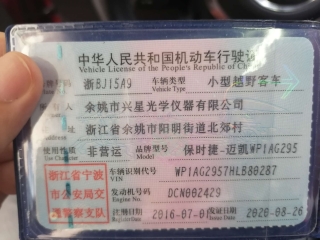 中华人民共和国机动车行驶证
Vehicle License of the People's Republic of China
号牌号码 浙BJ15A9 车辆类型 小型越野客车
Vehicle Type
所有人 余姚市兴星光学仪器有限公司
浙江省余姚市阳明街道北郊村
使用性质 非营运 品牌型号 保时捷-迈凯WP1AG295
Use Character Model
浙江省宁波 车辆识别代号 WP1AG2957HLB80287
VIN
市公安局交 发动机号码 DCN002429
Engine No.
通警察支队 注册日期 2016-07-01 发证日期 2020-08-26
Register Date Issue Date